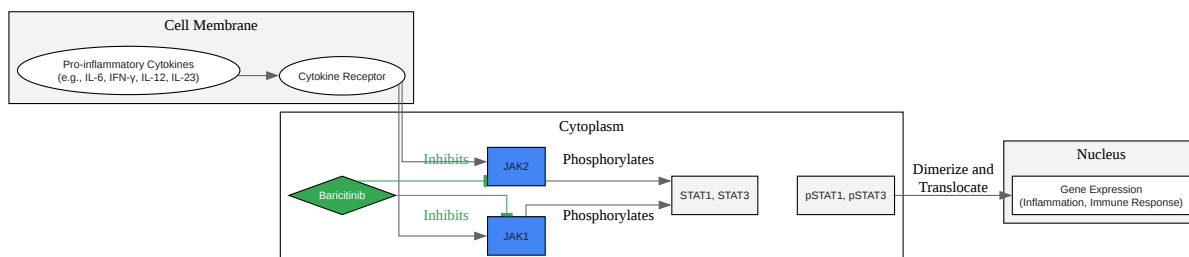 Cell Membrane
Pro-inflammatory Cytokines
(e.g., IL-6, IFN-γ, IL-12, IL-23)
Cytokine Receptor
Cytoplasm
Inhibits
JAK2
Phosphorylates
Baricitinib
STAT1, STAT3
pSTAT1, pSTAT3
Inhibits
JAK1
Phosphorylates
Dimerize and
Translocate
Nucleus
Gene Expression
(Inflammation, Immune Response)